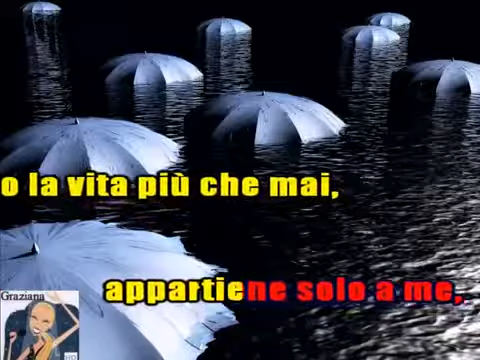 o la vita più che mai,
appartiene solo a me,
Graziana